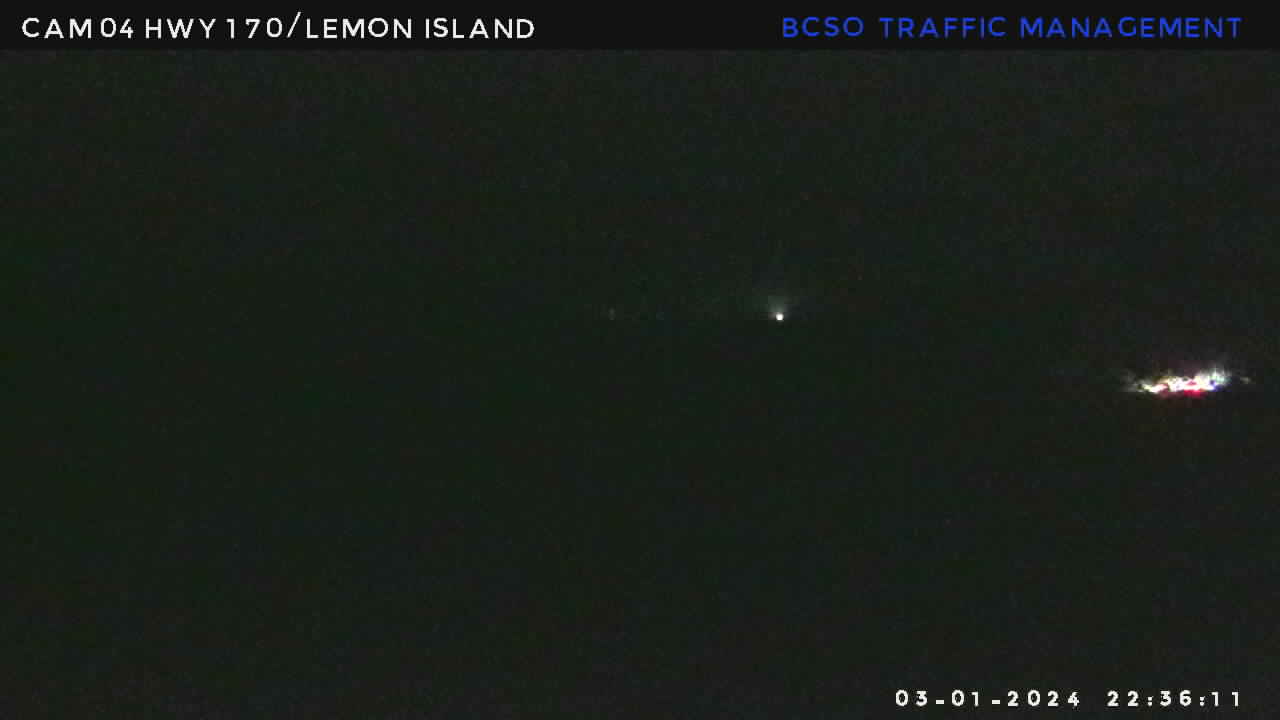 CAM04 HWY 170/LEMON ISLAND BCSO TRAFFIC MANAGEMENT
03-01-2024 22:36:11